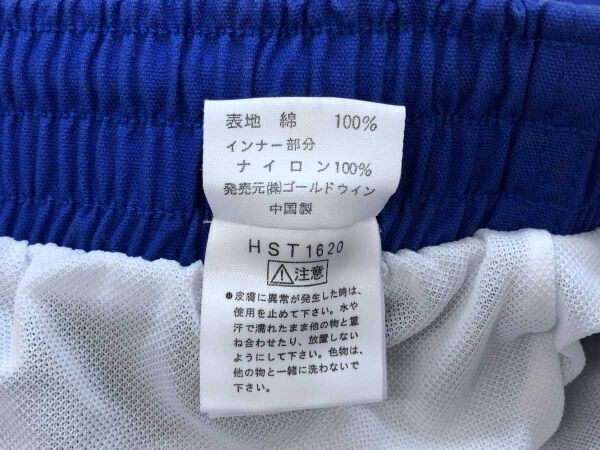 表地 綿 100%
インナー部分
ナイロン100%
発売元㈱ゴールドウイン
中国製
HST1620
⚠注意
●皮膚に異常が発生した時は、
使用を止めて下さい。水や
汗で濡れたまま他の物と重
ね合わせたり、放置しない
ようにして下さい。色物は、
他の物と一緒に洗わないで
下さい。